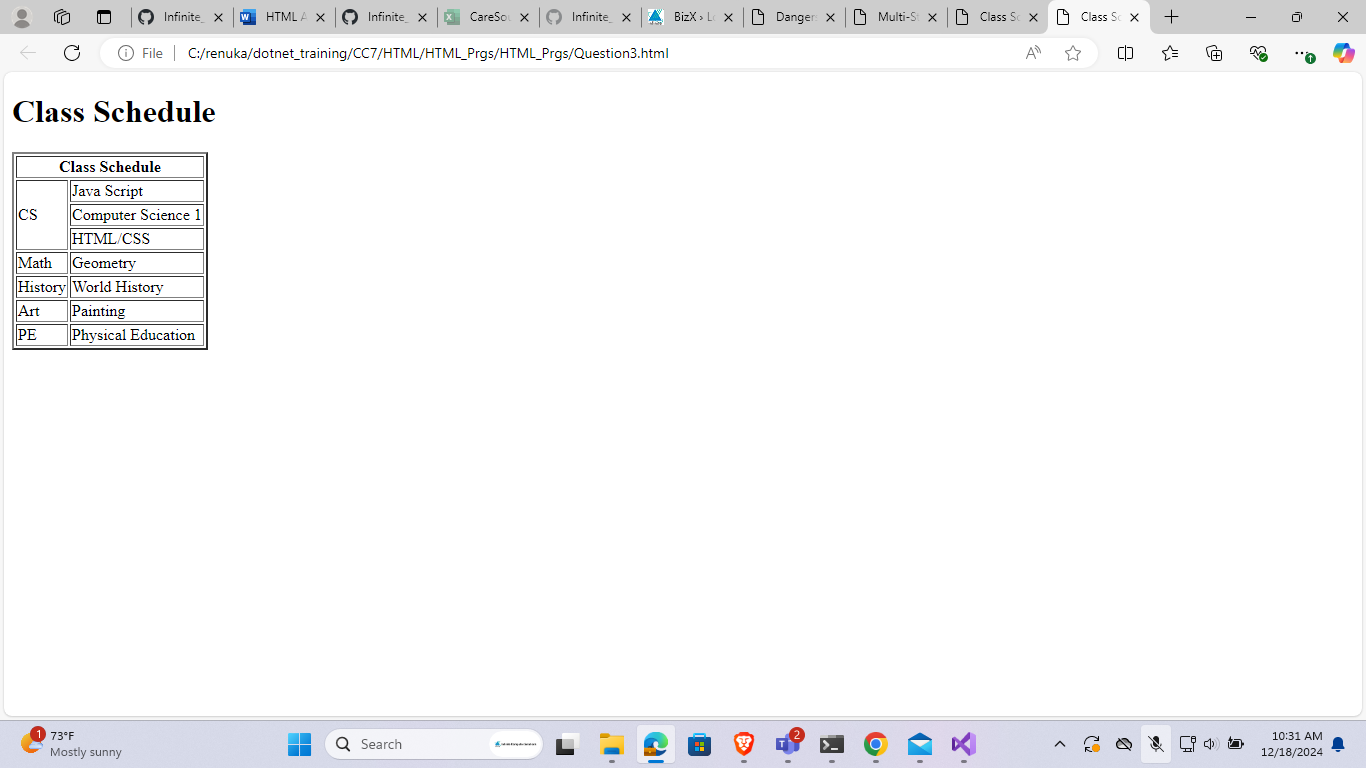 Infinite_
HTML A
Infinite_
CareSou
Infinite_
BizX › Lo
Dangers
Multi-St
Class Sc
Class Sc
File
C:/renuka/dotnet_training/CC7/HTML/HTML_Prgs/HTML_Prgs/Question3.html
Class Schedule
Class Schedule
CS
Java Script
Computer Science 1
HTML/CSS
Math Geometry
History World History
Art Painting
PE Physical Education
1
73°F
Mostly sunny
Search
2
10:31 AM
12/18/2024